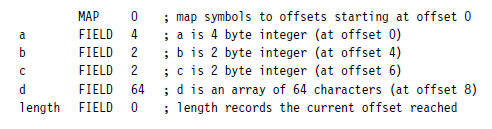 MAP 0 ; map symbols to offsets starting at offset 0
a FIELD 4 ; a is 4 byte integer (at offset 0)
b FIELD 2 ; b is 2 byte integer (at offset 4)
c FIELD 2 ; c is 2 byte integer (at offset 6)
d FIELD 64 ; d is an array of 64 characters (at offset 8)
length FIELD 0 ; length records the current offset reached